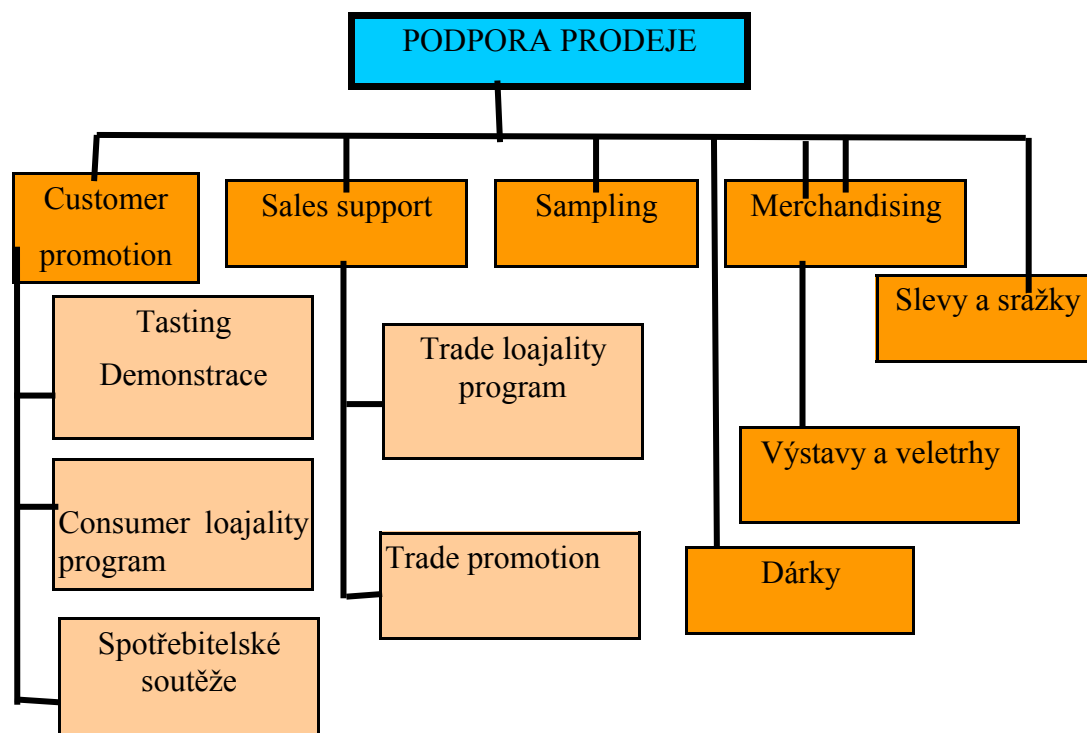 PODPORA PRODEJE
Customer
promotion
Sales support
Sampling
Merchandising
Slevy a srážky
Tasting
Demonstrace
Trade loajality
program
Výstavy a veletrhy
Consumer loajality
program
Trade promotion
Dárky
Spotřebitelské
soutěže